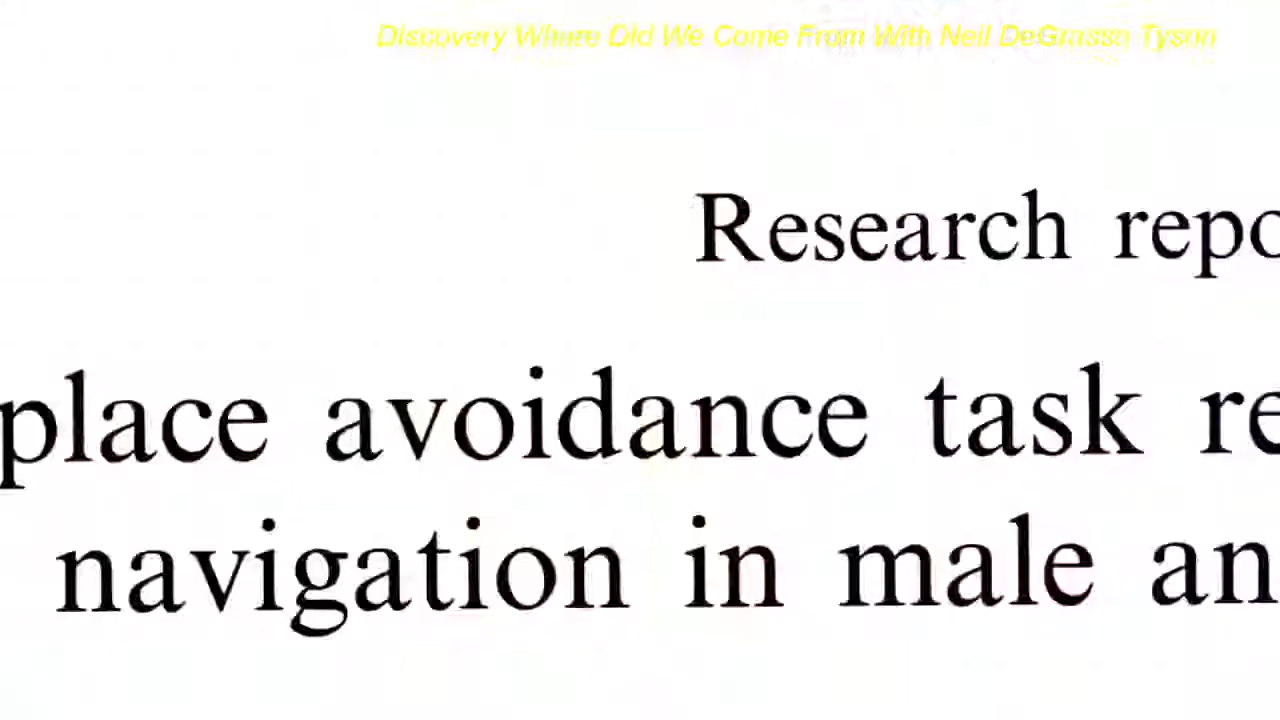 Discovery Where Did We Come From With Neil DeGrasse Tyson
Research repo
place avoidance task re
navigation in male an